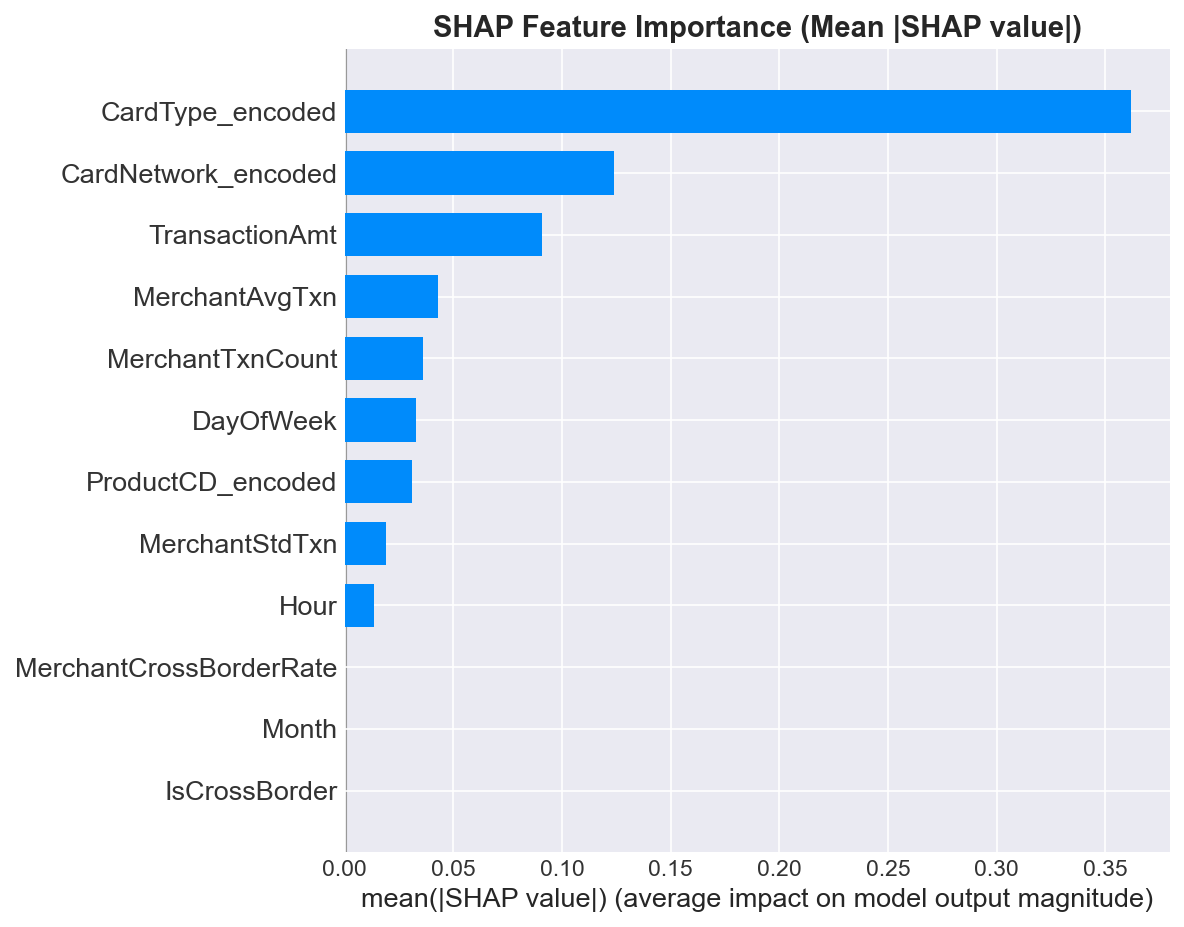 SHAP Feature Importance (Mean |SHAP value|)
CardType_encoded
CardNetwork_encoded
TransactionAmt
MerchantAvgTxn
MerchantTxnCount
DayOfWeek
ProductCD_encoded
MerchantStdTxn
Hour
MerchantCrossBorderRate
Month
IsCrossBorder
0.00 0.05 0.10 0.15 0.20 0.25 0.30 0.35
mean(|SHAP value|) (average impact on model output magnitude)